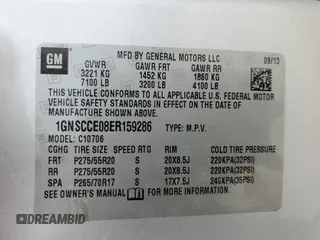 GM
MFD BY GENERAL MOTORS LLC
GVWR GAWR FRT GAWR RR 09/13
3221 KG 1452 KG 1860 KG
7100 LB 3200 LB 4100 LB
THIS VEHICLE CONFORMS TO ALL APPLICABLE U.S. FEDERAL MOTOR
VEHICLE SAFETY STANDARDS IN EFFECT ON THE DATE OF
MANUFACTURE SHOWN ABOVE.
1GNSCCE08ER159286 TYPE: M.P.V.
MODEL: C10706
TIRE SIZE SPEED RTG RIM COLD TIRE PRESSURE
FRT P275/55R20 S 20X8.5J 220KPA(32PSI)
RR P275/55R20 S 20X8.5J 220KPA(32PSI)
SPA P265/70R17 S 17X7.5J 240KPA(35PSI)
SEE OWNER'S MANUAL FOR ADDITIONAL INFORMATION.
DREAMBID